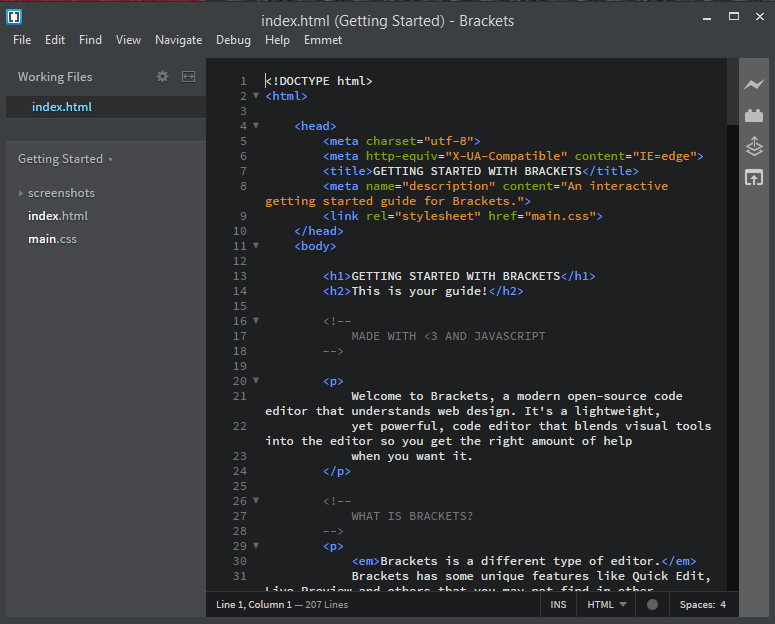 index.html (Getting Started) - Brackets
File Edit Find View Navigate Debug Help Emmet
Working Files
index.html
Getting Started
screenshots
index.html
main.css
1 <!DOCTYPE html>
2 <html>
3
4 <head>
5 <meta charset="utf-8">
6 <meta http-equiv="X-UA-Compatible" content="IE=edge">
7 <title>GETTING STARTED WITH BRACKETS</title>
8 <meta name="description" content="An interactive
getting started guide for Brackets.">
9 <link rel="stylesheet" href="main.css">
10 </head>
11 <body>
12
13 <h1>GETTING STARTED WITH BRACKETS</h1>
14 <h2>This is your guide!</h2>
15
16 <!--
17 MADE WITH <3 AND JAVASCRIPT
18 -->
19
20 <p>
21 Welcome to Brackets, a modern open-source code
editor that understands web design. It's a lightweight,
22 yet powerful, code editor that blends visual tools
into the editor so you get the right amount of help
23 when you want it.
24 </p>
25
26 <!--
27 WHAT IS BRACKETS?
28 -->
29 <p>
30 <em>Brackets is a different type of editor.</em>
31 Brackets has some unique features like Quick Edit,
Live Preview and others that you may not find in other
Line 1, Column 1 — 207 Lines INS HTML Spaces: 4